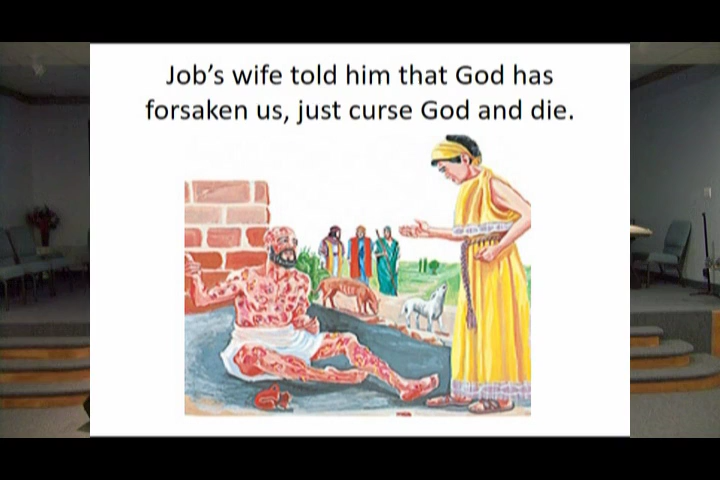 Job’s wife told him that God has
forsaken us, just curse God and die.